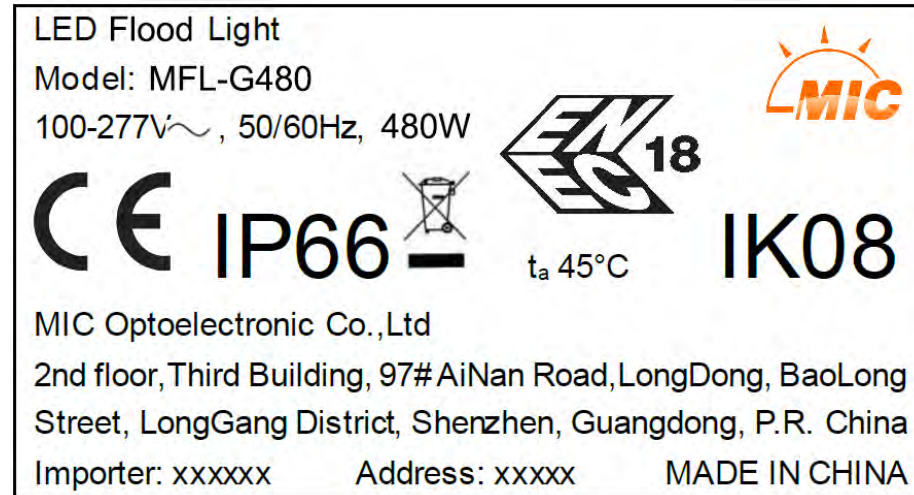 LED Flood Light
Model: MFL-G480
100-277V~, 50/60Hz, 480W
MIC
ENEC 18
CE IP66
ta 45°C
IK08
MIC Optoelectronic Co.,Ltd
2nd floor,Third Building, 97#AiNan Road,LongDong, BaoLong
Street, LongGang District, Shenzhen, Guangdong, P.R. China
Importer: xxxxxx Address: xxxxx MADE IN CHINA